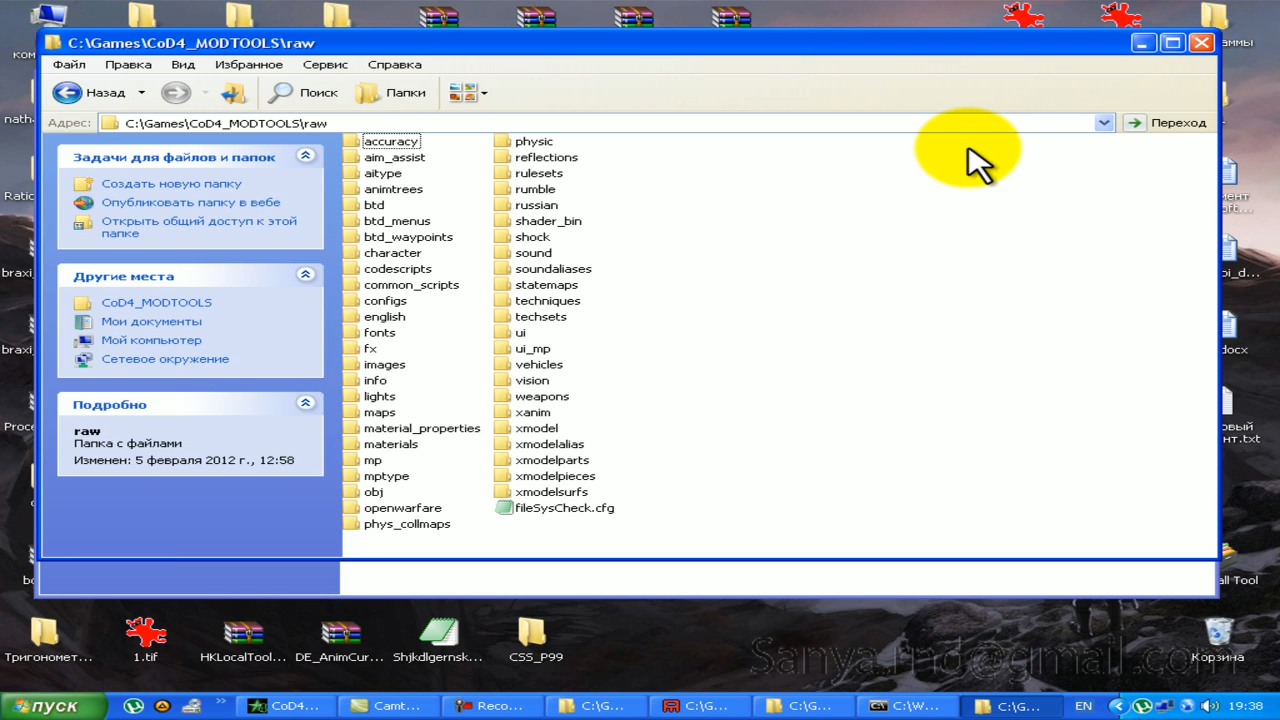 C:\Games\CoD4_MODTOOLS\raw
Файл Правка Вид Избранное Сервис Справка
Назад Поиск Папки
Адрес: C:\Games\CoD4_MODTOOLS\raw Переход
Задачи для файлов и папок
Создать новую папку
Опубликовать папку в вебе
Открыть общий доступ к этой
папке
Другие места
CoD4_MODTOOLS
Мои документы
Мой компьютер
Сетевое окружение
Подробно
raw
Папка с файлами
Изменен: 5 февраля 2012 г., 12:58
accuracy
aim_assist
aitype
animtrees
btd
btd_menus
btd_waypoints
character
codescripts
common_scripts
configs
english
fonts
fx
images
info
lights
maps
material_properties
materials
mp
mptype
obj
openwarfare
phys_collmaps
physic
reflections
rulesets
rumble
russian
shader_bin
shock
sound
soundaliases
statemaps
techniques
techsets
ui
ui_mp
vehicles
vision
weapons
xanim
xmodel
xmodelalias
xmodelparts
xmodelpieces
xmodelsurfs
fileSysCheck.cfg
Тригономет... 1.tif HKLocalTool... DE_AnimCur... Shjkdlgernsk... CSS_P99 Корзина
Sanya.rnd@gmail.com
пуск CoD4... Camt... Reco... C:\G... C:\G... C:\G... C:\W... C:\G... EN 19:38